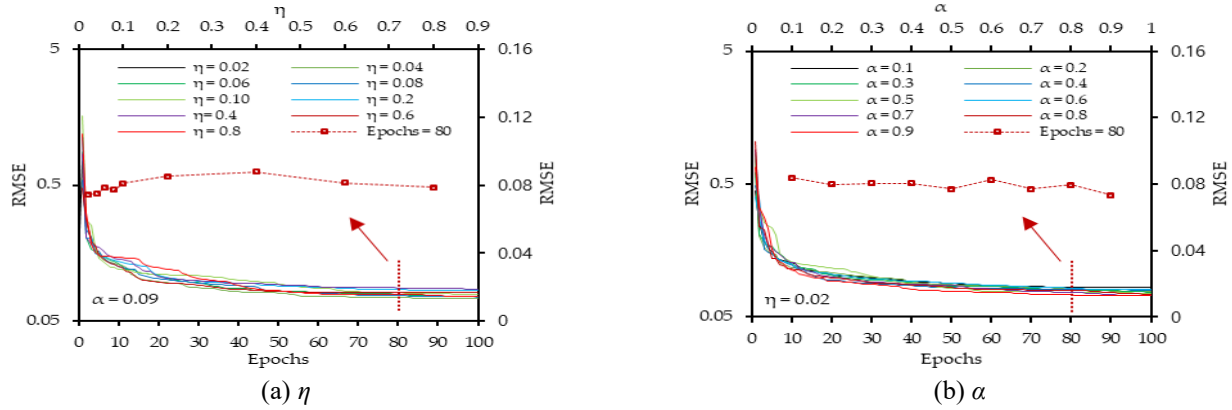 η
0 0.1 0.2 0.3 0.4 0.5 0.6 0.7 0.8 0.9
5 0.16
η = 0.02 η = 0.04
η = 0.06 η = 0.08
η = 0.10 η = 0.2
η = 0.4 η = 0.6
η = 0.8 Epochs = 80
0.12
RMSE
0.5
0.08
RMSE
0.04
α = 0.09
0.05 0
0 10 20 30 40 50 60 70 80 90 100
Epochs
(a) η
α
0 0.1 0.2 0.3 0.4 0.5 0.6 0.7 0.8 0.9 1
5 0.16
α = 0.1 α = 0.2
α = 0.3 α = 0.4
α = 0.5 α = 0.6
α = 0.7 α = 0.8
α = 0.9 Epochs = 80
0.12
RMSE
0.5
0.08
RMSE
0.04
η = 0.02
0.05 0
0 10 20 30 40 50 60 70 80 90 100
Epochs
(b) α